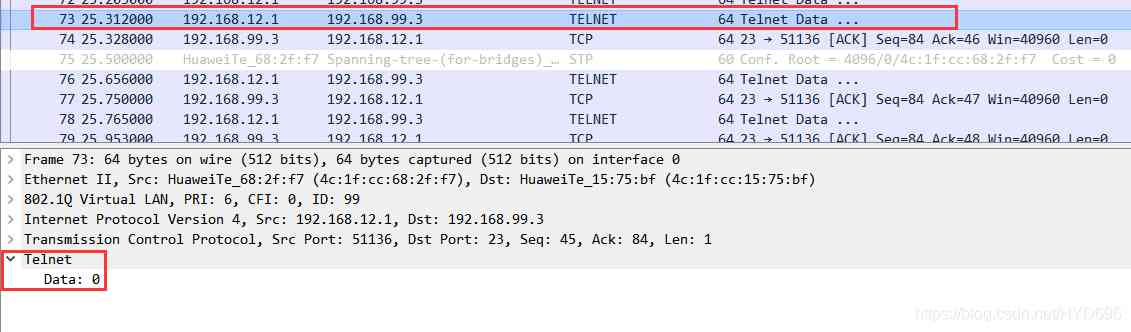 72 25.265000 192.168.12.1 192.168.99.3 TELNET 64 Telnet Data ...
73 25.312000 192.168.12.1 192.168.99.3 TELNET 64 Telnet Data ...
74 25.328000 192.168.99.3 192.168.12.1 TCP 64 23 → 51136 [ACK] Seq=84 Ack=46 Win=40960 Len=0
75 25.500000 HuaweiTe_68:2f:f7 Spanning-tree-(for-bridges)_… STP 60 Conf. Root = 4096/0/4c:1f:cc:68:2f:f7 Cost = 0
76 25.656000 192.168.12.1 192.168.99.3 TELNET 64 Telnet Data ...
77 25.750000 192.168.99.3 192.168.12.1 TCP 64 23 → 51136 [ACK] Seq=84 Ack=47 Win=40960 Len=0
78 25.765000 192.168.12.1 192.168.99.3 TELNET 64 Telnet Data ...
79 25.953000 192.168.99.3 192.168.12.1 TCP 64 23 → 51136 [ACK] Seq=84 Ack=48 Win=40960 Len=0
Frame 73: 64 bytes on wire (512 bits), 64 bytes captured (512 bits) on interface 0
Ethernet II, Src: HuaweiTe_68:2f:f7 (4c:1f:cc:68:2f:f7), Dst: HuaweiTe_15:75:bf (4c:1f:cc:15:75:bf)
802.1Q Virtual LAN, PRI: 6, CFI: 0, ID: 99
Internet Protocol Version 4, Src: 192.168.12.1, Dst: 192.168.99.3
Transmission Control Protocol, Src Port: 51136, Dst Port: 23, Seq: 45, Ack: 84, Len: 1
Telnet
Data: 0
https://blog.csdn.net/HYD696